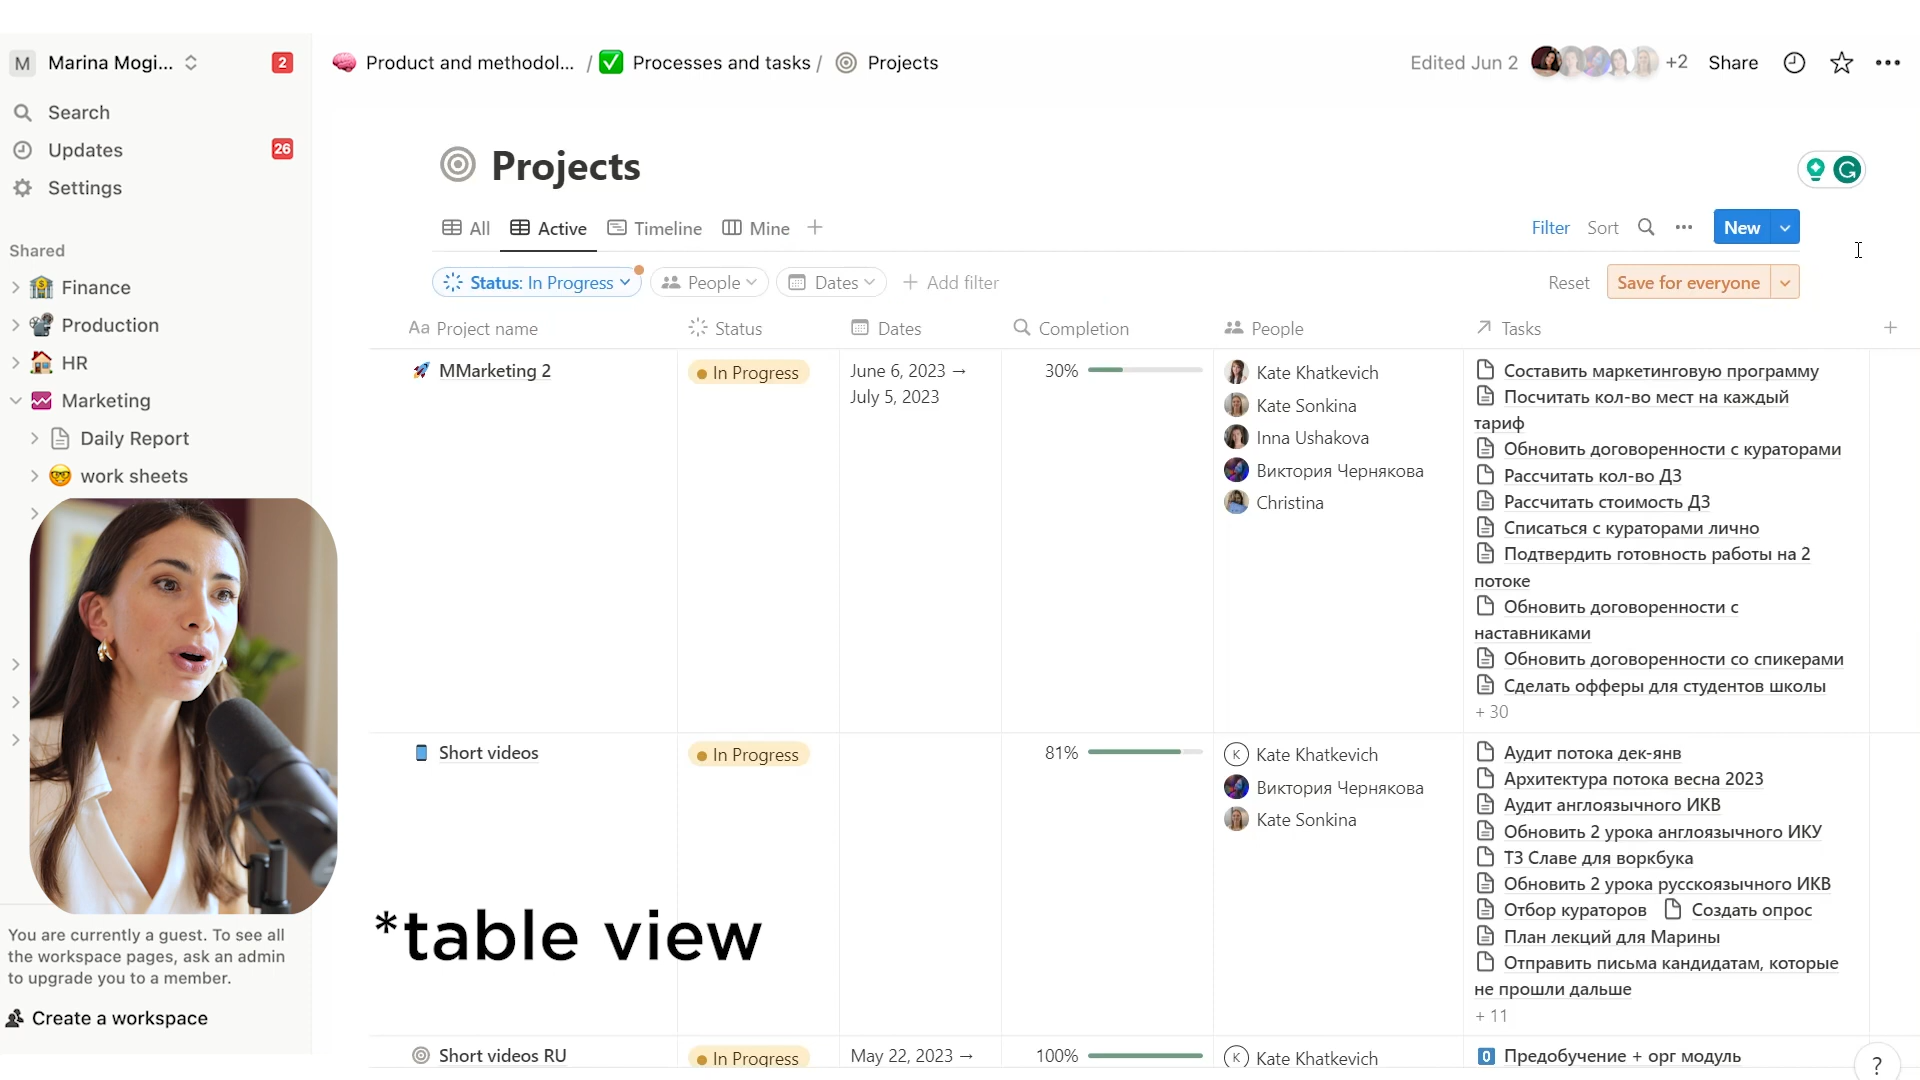 M Marina Mogi... 2
Product and methodol... / Processes and tasks / Projects
Edited Jun 2 +2 Share
Search
Updates 26
Settings
Shared
Finance
Production
HR
Marketing
Daily Report
work sheets
You are currently a guest. To see all
the workspace pages, ask an admin
to upgrade you to a member.
Create a workspace
Projects
All Active Timeline Mine
Filter Sort New
Status: In Progress People Dates Add filter
Reset Save for everyone
Aa Project name Status Dates Completion People Tasks
MMarketing 2
In Progress
June 6, 2023 →
July 5, 2023
30%
Kate Khatkevich
Kate Sonkina
Inna Ushakova
Виктория Чернякова
Christina
Составить маркетинговую программу
Посчитать кол-во мест на каждый
тариф
Обновить договоренности с кураторами
Рассчитать кол-во ДЗ
Рассчитать стоимость ДЗ
Списаться с кураторами лично
Подтвердить готовность работы на 2
потоке
Обновить договоренности с
наставниками
Обновить договоренности со спикерами
Сделать офферы для студентов школы
+ 30
Short videos
In Progress
81%
K Kate Khatkevich
Виктория Чернякова
Kate Sonkina
Аудит потока дек-янв
Архитектура потока весна 2023
Аудит англоязычного ИКВ
Обновить 2 урока англоязычного ИКУ
ТЗ Славе для воркбука
Обновить 2 урока русскоязычного ИКВ
Отбор кураторов Создать опрос
План лекций для Марины
Отправить письма кандидатам, которые
не прошли дальше
+ 11
Short videos RU
In Progress
May 22, 2023 →
100%
K Kate Khatkevich
0 Предобучение + орг модуль
*table view
?